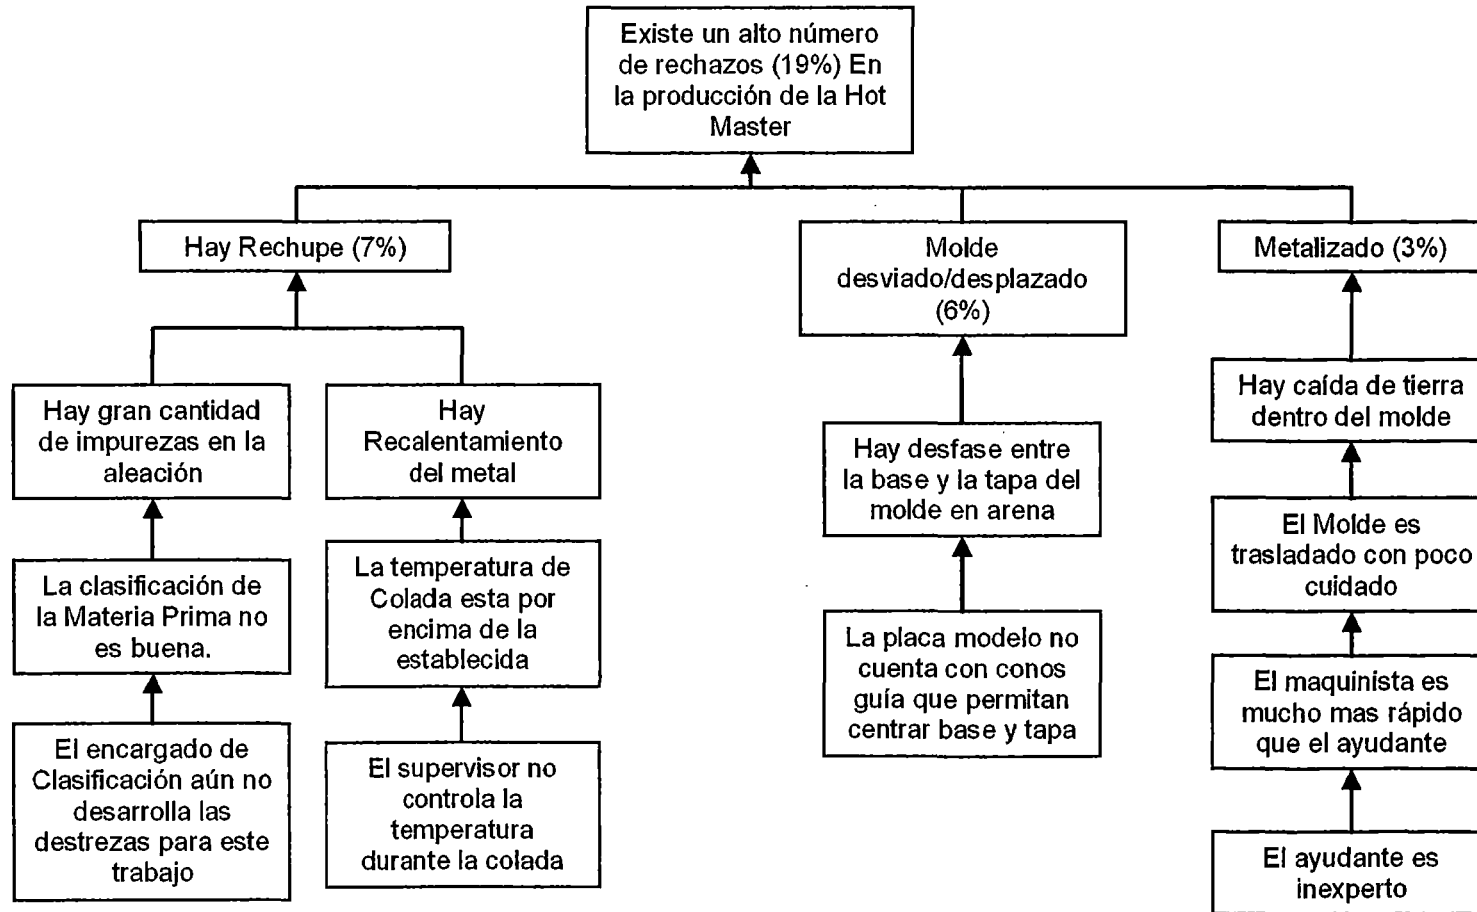 Existe un alto número
de rechazos (19%) En
la producción de la Hot
Master
Hay Rechupe (7%)
Molde
desviado/desplazado
(6%)
Metalizado (3%)
Hay gran cantidad
de impurezas en la
aleación
Hay
Recalentamiento
del metal
Hay desfase entre
la base y la tapa del
molde en arena
Hay caída de tierra
dentro del molde
La clasificación de
la Materia Prima no
es buena.
La temperatura de
Colada esta por
encima de la
establecida
La placa modelo no
cuenta con conos
guía que permitan
centrar base y tapa
El Molde es
trasladado con poco
cuidado
El encargado de
Clasificación aún no
desarrolla las
destrezas para este
trabajo
El supervisor no
controla la
temperatura
durante la colada
El maquinista es
mucho mas rápido
que el ayudante
El ayudante es
inexperto